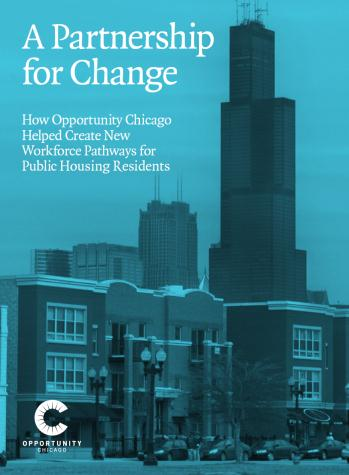 A Partnership
for Change
How Opportunity Chicago
Helped Create New
Workforce Pathways for
Public Housing Residents
OPPORTUNITY
CHICAGO